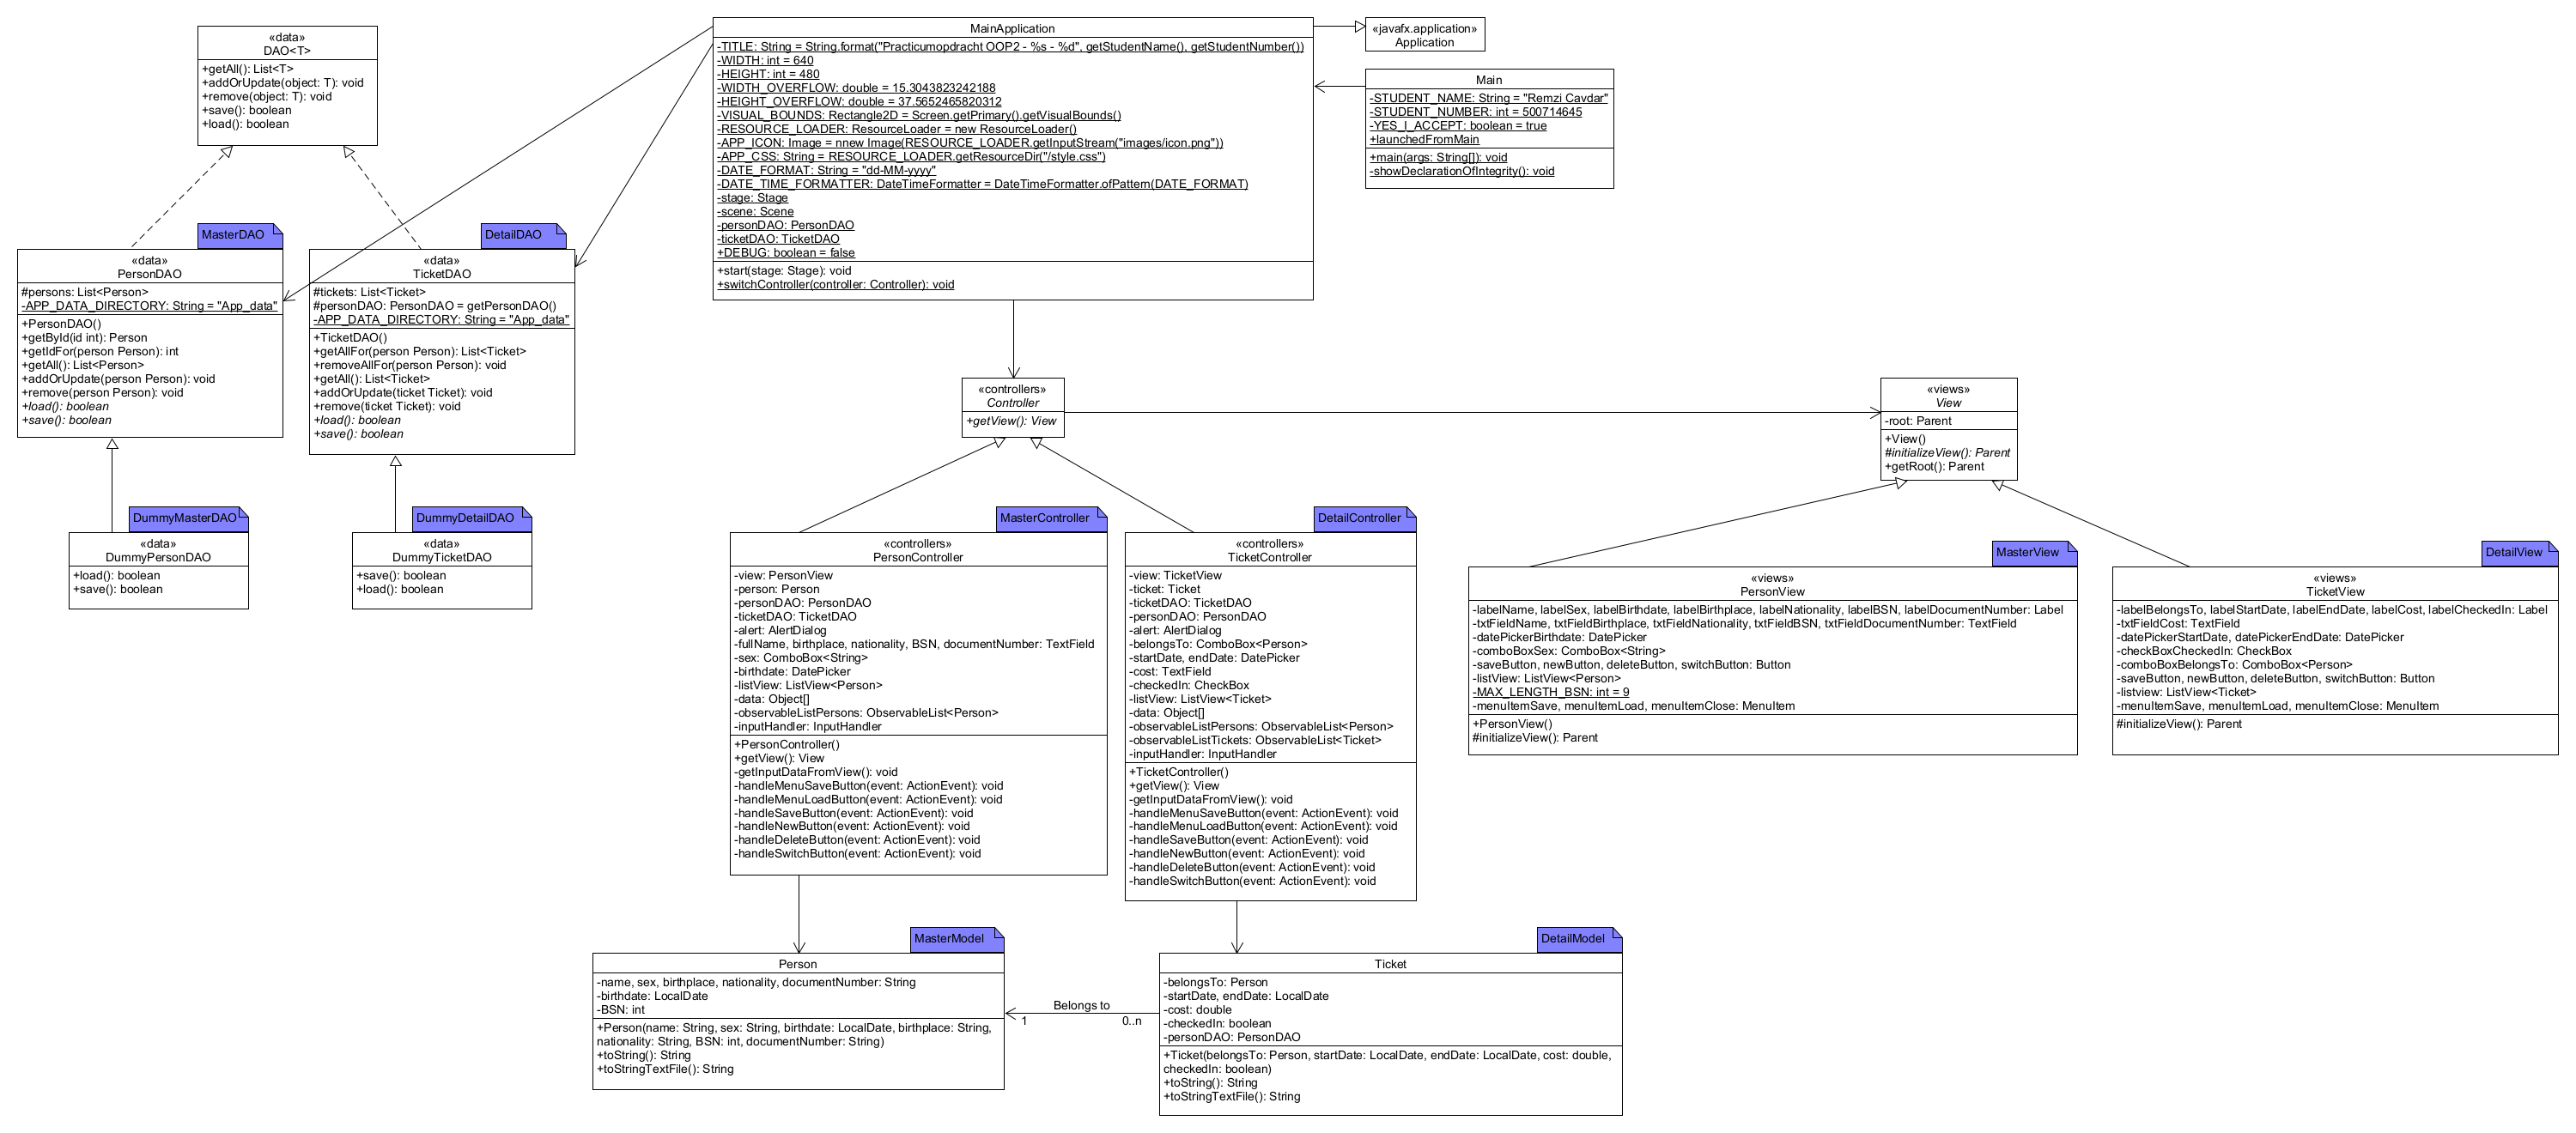 «data»
DAO<T>
+getAll(): List<T>
+addOrUpdate(object: T): void
+remove(object: T): void
+save(): boolean
+load(): boolean
MainApplication
-TITLE: String = String.format("Practicumopdracht OOP2 - %s - %d", getStudentName(), getStudentNumber())
-WIDTH: int = 640
-HEIGHT: int = 480
-WIDTH_OVERFLOW: double = 15.3043823242188
-HEIGHT_OVERFLOW: double = 37.5652465820312
-VISUAL_BOUNDS: Rectangle2D = Screen.getPrimary().getVisualBounds()
-RESOURCE_LOADER: ResourceLoader = new ResourceLoader()
-APP_ICON: Image = nnew Image(RESOURCE_LOADER.getInputStream("images/icon.png"))
-APP_CSS: String = RESOURCE_LOADER.getResourceDir("/style.css")
-DATE_FORMAT: String = "dd-MM-yyyy"
-DATE_TIME_FORMATTER: DateTimeFormatter = DateTimeFormatter.ofPattern(DATE_FORMAT)
-stage: Stage
-scene: Scene
-personDAO: PersonDAO
-ticketDAO: TicketDAO
+DEBUG: boolean = false
+start(stage: Stage): void
+switchController(controller: Controller): void
«javafx.application»
Application
Main
-STUDENT_NAME: String = "Remzi Cavdar"
-STUDENT_NUMBER: int = 500714645
-YES_I_ACCEPT: boolean = true
+launchedFromMain
+main(args: String[]): void
-showDeclarationOfIntegrity(): void
MasterDAO
«data»
PersonDAO
#persons: List<Person>
-APP_DATA_DIRECTORY: String = "App_data"
+PersonDAO()
+getById(id int): Person
+getIdFor(person Person): int
+getAll(): List<Person>
+addOrUpdate(person Person): void
+remove(person Person): void
+load(): boolean
+save(): boolean
DetailDAO
«data»
TicketDAO
#tickets: List<Ticket>
#personDAO: PersonDAO = getPersonDAO()
-APP_DATA_DIRECTORY: String = "App_data"
+TicketDAO()
+getAllFor(person Person): List<Ticket>
+removeAllFor(person Person): void
+getAll(): List<Ticket>
+addOrUpdate(ticket Ticket): void
+remove(ticket Ticket): void
+load(): boolean
+save(): boolean
«controllers»
Controller
+getView(): View
«views»
View
-root: Parent
+View()
#initializeView(): Parent
+getRoot(): Parent
DummyMasterDAO
«data»
DummyPersonDAO
+load(): boolean
+save(): boolean
DummyDetailDAO
«data»
DummyTicketDAO
+save(): boolean
+load(): boolean
MasterController
«controllers»
PersonController
-view: PersonView
-person: Person
-personDAO: PersonDAO
-ticketDAO: TicketDAO
-alert: AlertDialog
-fullName, birthplace, nationality, BSN, documentNumber: TextField
-sex: ComboBox<String>
-birthdate: DatePicker
-listView: ListView<Person>
-data: Object[]
-observableListPersons: ObservableList<Person>
-inputHandler: InputHandler
+PersonController()
+getView(): View
-getInputDataFromView(): void
-handleMenuSaveButton(event: ActionEvent): void
-handleMenuLoadButton(event: ActionEvent): void
-handleSaveButton(event: ActionEvent): void
-handleNewButton(event: ActionEvent): void
-handleDeleteButton(event: ActionEvent): void
-handleSwitchButton(event: ActionEvent): void
DetailController
«controllers»
TicketController
-view: TicketView
-ticket: Ticket
-ticketDAO: TicketDAO
-personDAO: PersonDAO
-alert: AlertDialog
-belongsTo: ComboBox<Person>
-startDate, endDate: DatePicker
-cost: TextField
-checkedIn: CheckBox
-listView: ListView<Ticket>
-data: Object[]
-observableListPersons: ObservableList<Person>
-observableListTickets: ObservableList<Ticket>
-inputHandler: InputHandler
+TicketController()
+getView(): View
-getInputDataFromView(): void
-handleMenuSaveButton(event: ActionEvent): void
-handleMenuLoadButton(event: ActionEvent): void
-handleSaveButton(event: ActionEvent): void
-handleNewButton(event: ActionEvent): void
-handleDeleteButton(event: ActionEvent): void
-handleSwitchButton(event: ActionEvent): void
MasterView
«views»
PersonView
-labelName, labelSex, labelBirthdate, labelBirthplace, labelNationality, labelBSN, labelDocumentNumber: Label
-txtFieldName, txtFieldBirthplace, txtFieldNationality, txtFieldBSN, txtFieldDocumentNumber: TextField
-datePickerBirthdate: DatePicker
-comboBoxSex: ComboBox<String>
-saveButton, newButton, deleteButton, switchButton: Button
-listView: ListView<Person>
-MAX_LENGTH_BSN: int = 9
-menuItemSave, menuItemLoad, menuItemClose: MenuItem
+PersonView()
#initializeView(): Parent
DetailView
«views»
TicketView
-labelBelongsTo, labelStartDate, labelEndDate, labelCost, labelCheckedIn: Label
-txtFieldCost: TextField
-datePickerStartDate, datePickerEndDate: DatePicker
-checkBoxCheckedIn: CheckBox
-comboBoxBelongsTo: ComboBox<Person>
-saveButton, newButton, deleteButton, switchButton: Button
-listview: ListView<Ticket>
-menuItemSave, menuItemLoad, menuItemClose: MenuItem
#initializeView(): Parent
MasterModel
Person
-name, sex, birthplace, nationality, documentNumber: String
-birthdate: LocalDate
-BSN: int
+Person(name: String, sex: String, birthdate: LocalDate, birthplace: String,
nationality: String, BSN: int, documentNumber: String)
+toString(): String
+toStringTextFile(): String
Belongs to
1
0..n
DetailModel
Ticket
-belongsTo: Person
-startDate, endDate: LocalDate
-cost: double
-checkedIn: boolean
-personDAO: PersonDAO
+Ticket(belongsTo: Person, startDate: LocalDate, endDate: LocalDate, cost: double,
checkedIn: boolean)
+toString(): String
+toStringTextFile(): String